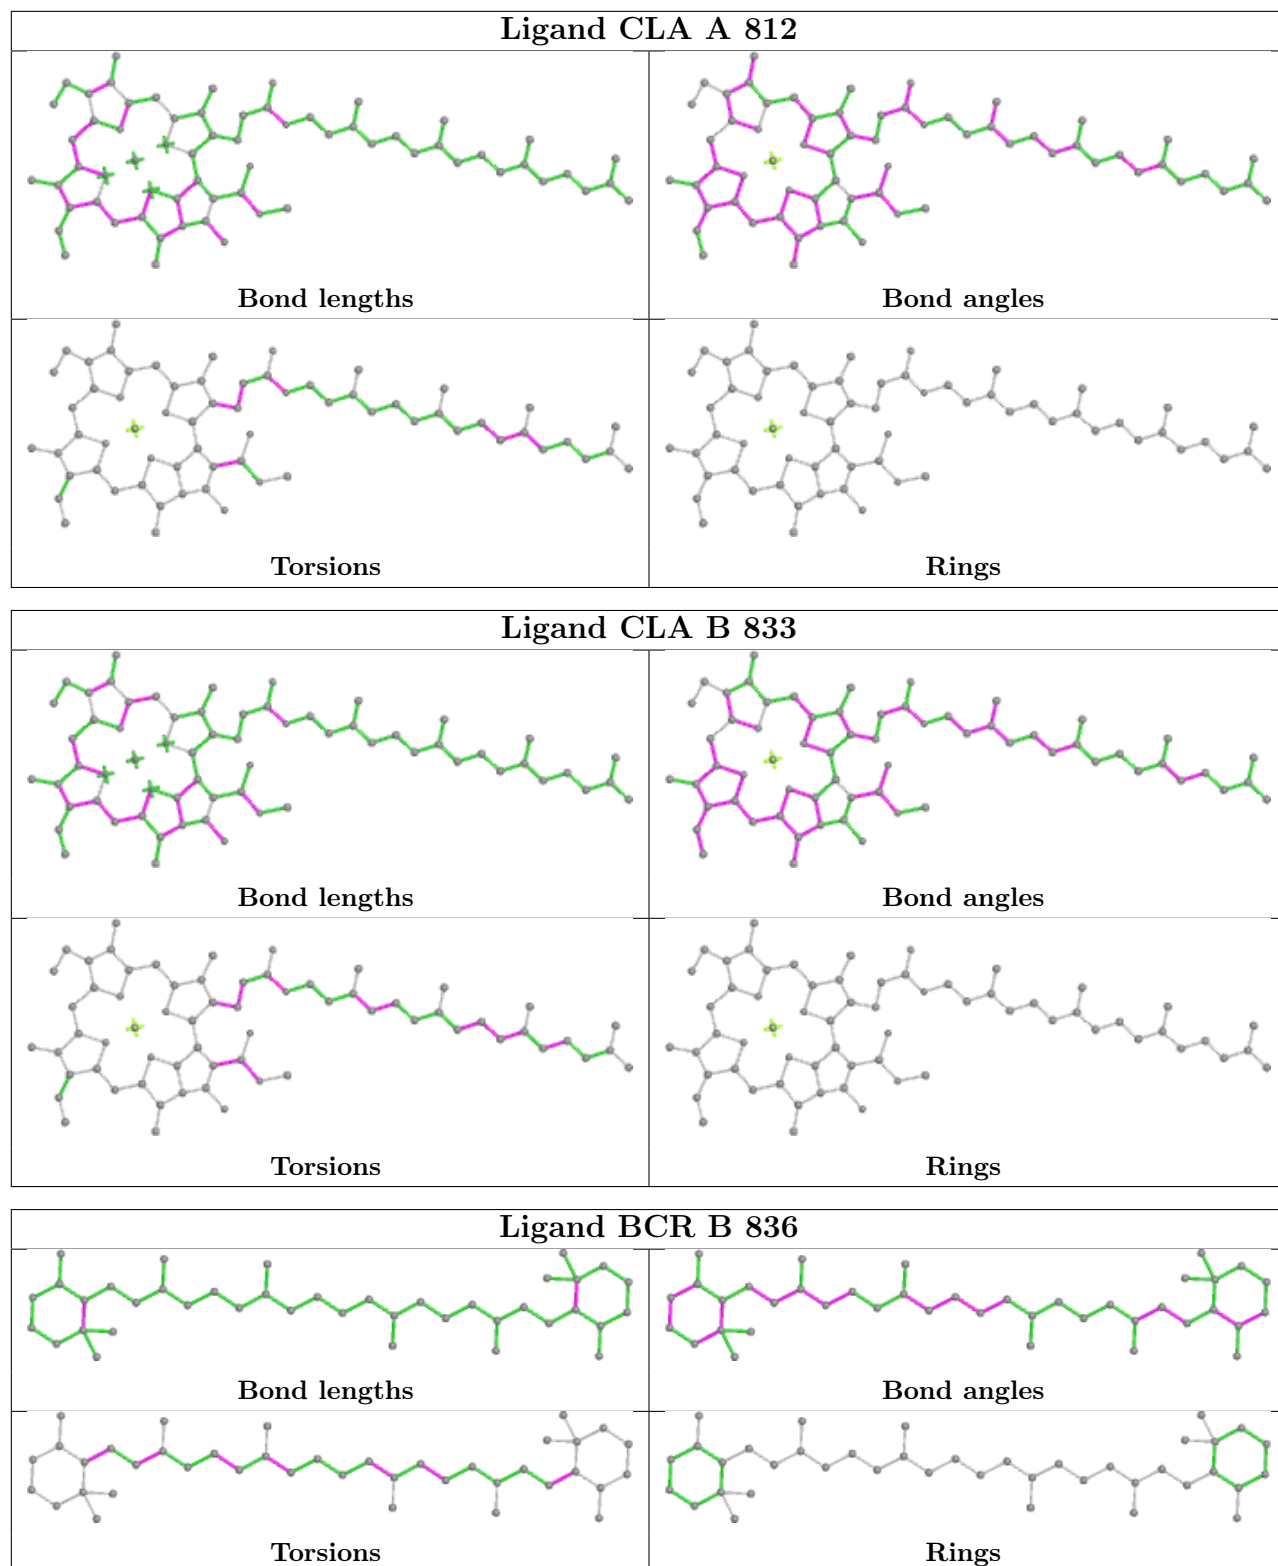 Ligand CLA A 812
Bond lengths
Bond angles
Torsions
Rings
Ligand CLA B 833
Bond lengths
Bond angles
Torsions
Rings
Ligand BCR B 836
Bond lengths
Bond angles
Torsions
Rings